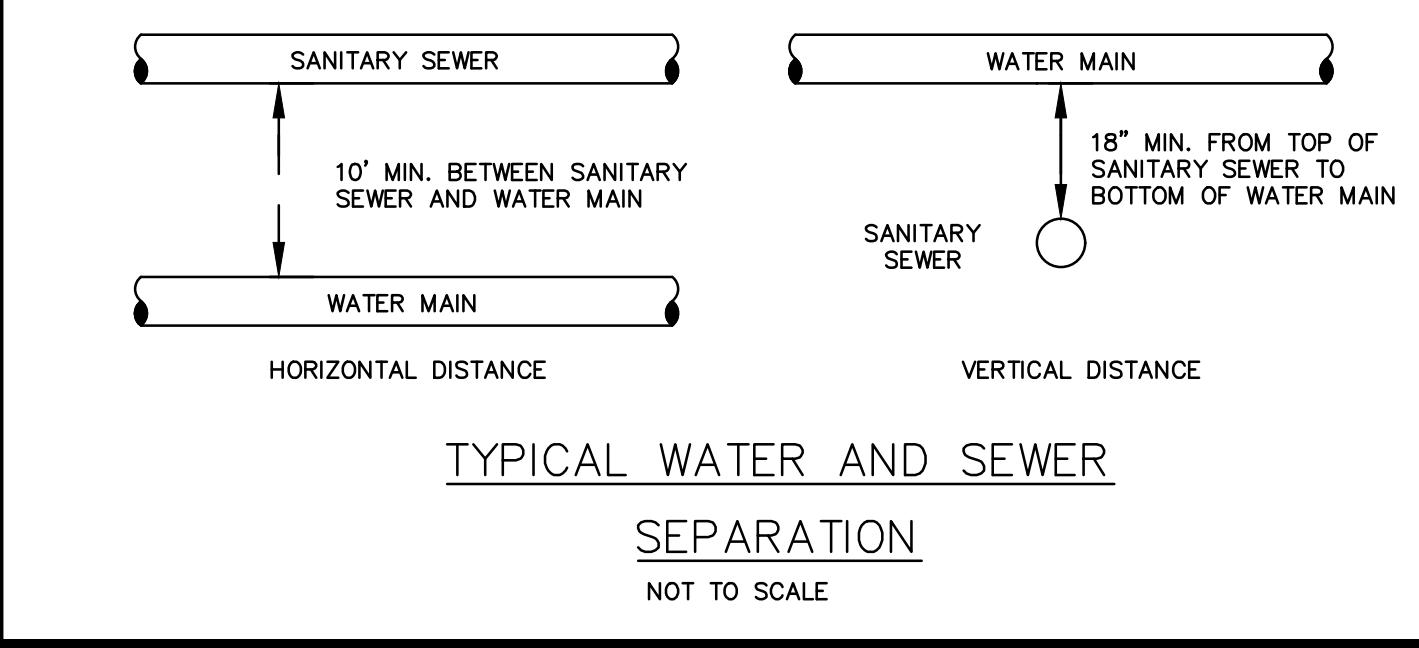 SANITARY SEWER
10' MIN. BETWEEN SANITARY
SEWER AND WATER MAIN
WATER MAIN
HORIZONTAL DISTANCE
WATER MAIN
18" MIN. FROM TOP OF
SANITARY SEWER TO
BOTTOM OF WATER MAIN
SANITARY
SEWER
VERTICAL DISTANCE
TYPICAL WATER AND SEWER
SEPARATION
NOT TO SCALE